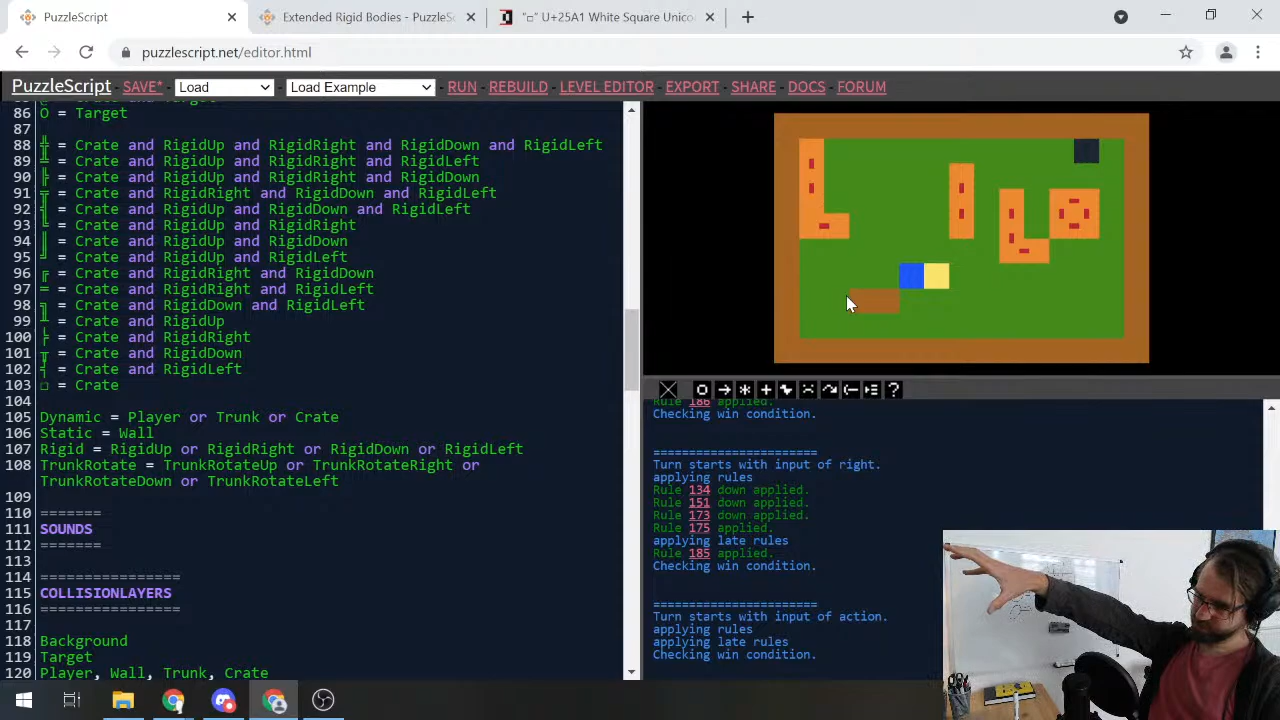 PuzzleScript
Extended Rigid Bodies - PuzzleSc
"□" U+25A1 White Square Unico
puzzlescript.net/editor.html
PuzzleScript - SAVE* - Load Load Example - RUN - REBUILD - LEVEL EDITOR - EXPORT - SHARE - DOCS - FORUM
86 O = Target
87
88 ╬ = Crate and RigidUp and RigidRight and RigidDown and RigidLeft
89 ╩ = Crate and RigidUp and RigidRight and RigidLeft
90 ╠ = Crate and RigidUp and RigidRight and RigidDown
91 ╦ = Crate and RigidRight and RigidDown and RigidLeft
92 ╣ = Crate and RigidUp and RigidDown and RigidLeft
93 ╚ = Crate and RigidUp and RigidRight
94 ║ = Crate and RigidUp and RigidDown
95 ╝ = Crate and RigidUp and RigidLeft
96 ╔ = Crate and RigidRight and RigidDown
97 ═ = Crate and RigidRight and RigidLeft
98 ╗ = Crate and RigidDown and RigidLeft
99 ╨ = Crate and RigidUp
100 ╞ = Crate and RigidRight
101 ╥ = Crate and RigidDown
102 ╡ = Crate and RigidLeft
103 □ = Crate
104
105 Dynamic = Player or Trunk or Crate
106 Static = Wall
107 Rigid = RigidUp or RigidRight or RigidDown or RigidLeft
108 TrunkRotate = TrunkRotateUp or TrunkRotateRight or
TrunkRotateDown or TrunkRotateLeft
109
110 =======
111 SOUNDS
112 =======
113
114 ================
115 COLLISIONLAYERS
116 ================
117
118 Background
119 Target
120 Player, Wall, Trunk, Crate
Rule 186 applied.
Checking win condition.
=======================
Turn starts with input of right.
applying rules
Rule 134 down applied.
Rule 151 down applied.
Rule 173 down applied.
Rule 175 applied.
applying late rules
Rule 185 applied.
Checking win condition.
=======================
Turn starts with input of action.
applying rules
applying late rules
Checking win condition.